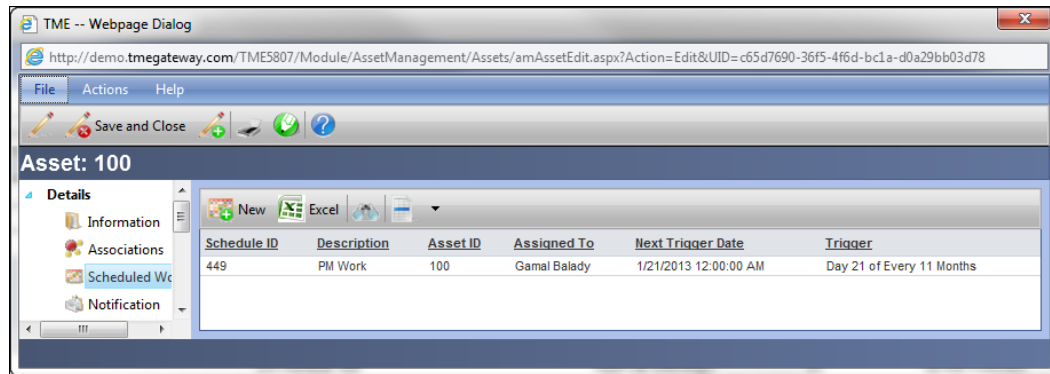 TME -- Webpage Dialog
http://demo.tmegateway.com/TME5807/Module/AssetManagement/Assets/amAssetEdit.aspx?Action=Edit&UID=c65d7690-36f5-4f6d-bc1a-d0a29bb03d78
File Actions Help
Save and Close
Asset: 100
Details
Information
Associations
Scheduled Wo
Notification
New Excel
Schedule ID Description Asset ID Assigned To Next Trigger Date Trigger
449 PM Work 100 Gamal Balady 1/21/2013 12:00:00 AM Day 21 of Every 11 Months